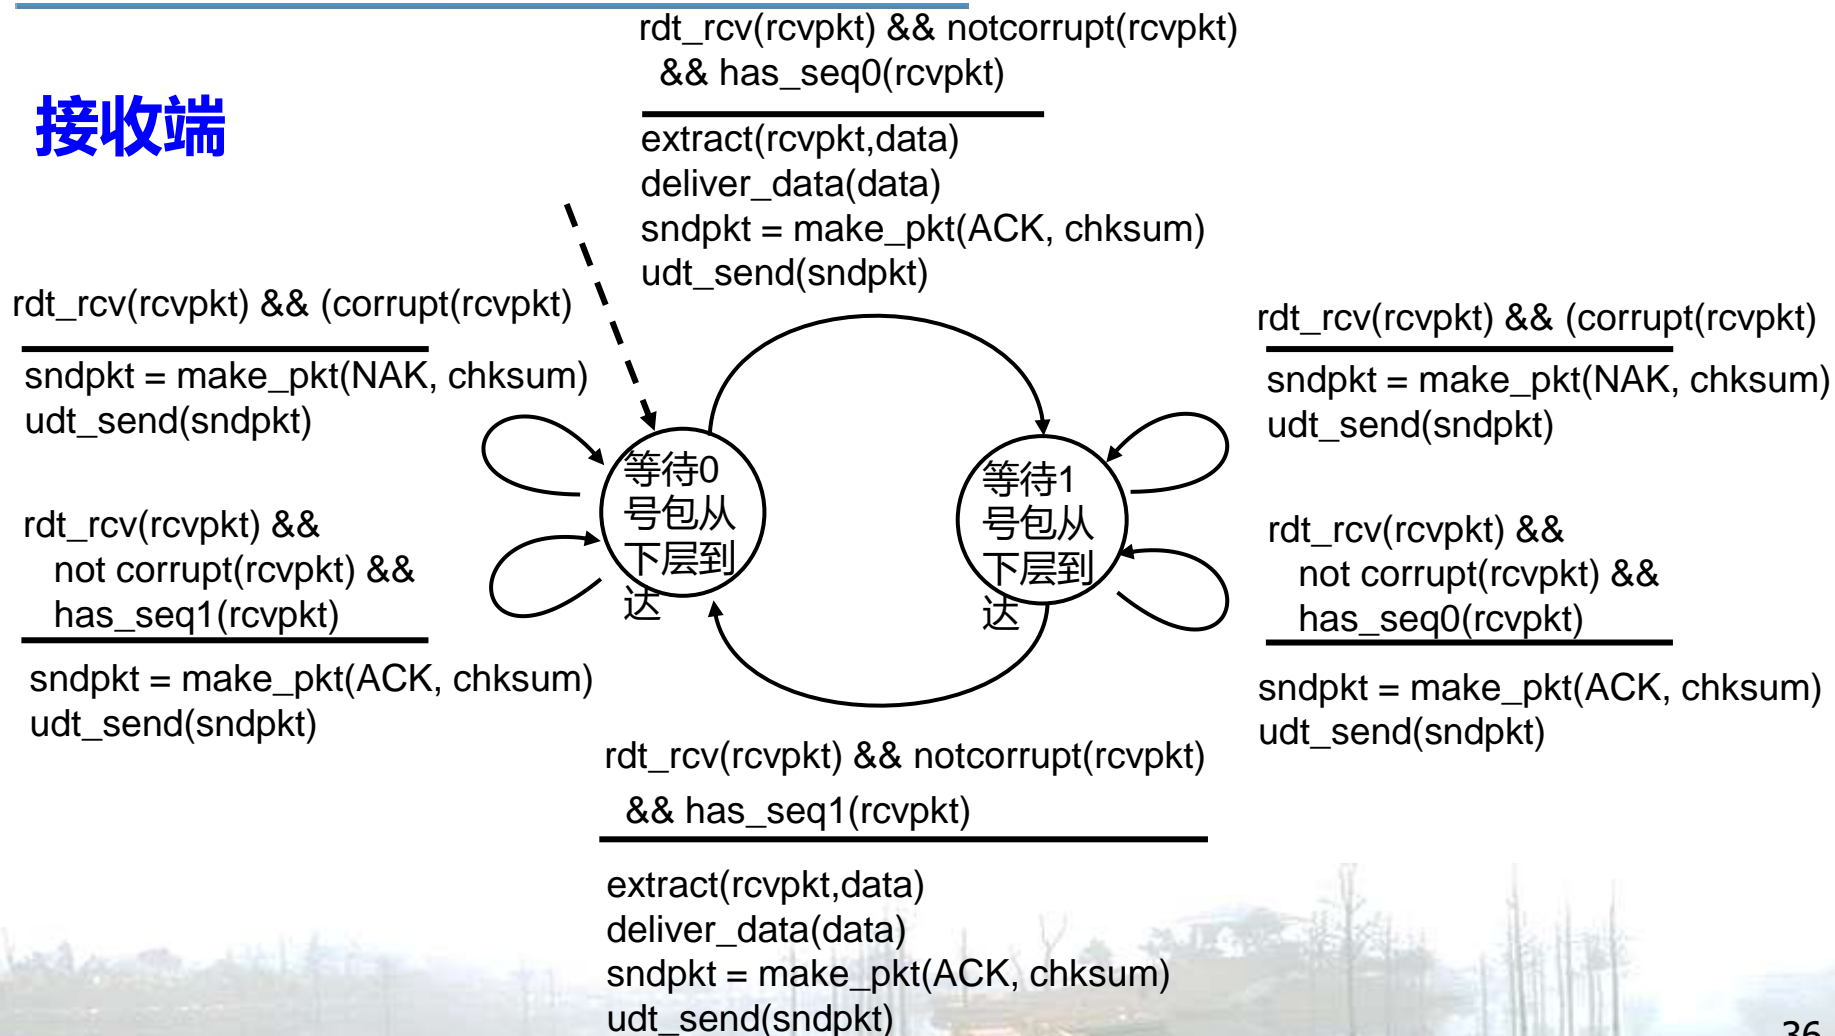 接收端
rdt_rcv(rcvpkt) && notcorrupt(rcvpkt)
&& has_seq0(rcvpkt)
extract(rcvpkt,data)
deliver_data(data)
sndpkt = make_pkt(ACK, chksum)
udt_send(sndpkt)
rdt_rcv(rcvpkt) && (corrupt(rcvpkt)
sndpkt = make_pkt(NAK, chksum)
udt_send(sndpkt)
rdt_rcv(rcvpkt) &&
not corrupt(rcvpkt) &&
has_seq1(rcvpkt)
sndpkt = make_pkt(ACK, chksum)
udt_send(sndpkt)
等待0
号包从
下层到
达
等待1
号包从
下层到
达
rdt_rcv(rcvpkt) && (corrupt(rcvpkt)
sndpkt = make_pkt(NAK, chksum)
udt_send(sndpkt)
rdt_rcv(rcvpkt) &&
not corrupt(rcvpkt) &&
has_seq0(rcvpkt)
sndpkt = make_pkt(ACK, chksum)
udt_send(sndpkt)
rdt_rcv(rcvpkt) && notcorrupt(rcvpkt)
&& has_seq1(rcvpkt)
extract(rcvpkt,data)
deliver_data(data)
sndpkt = make_pkt(ACK, chksum)
udt_send(sndpkt)
36